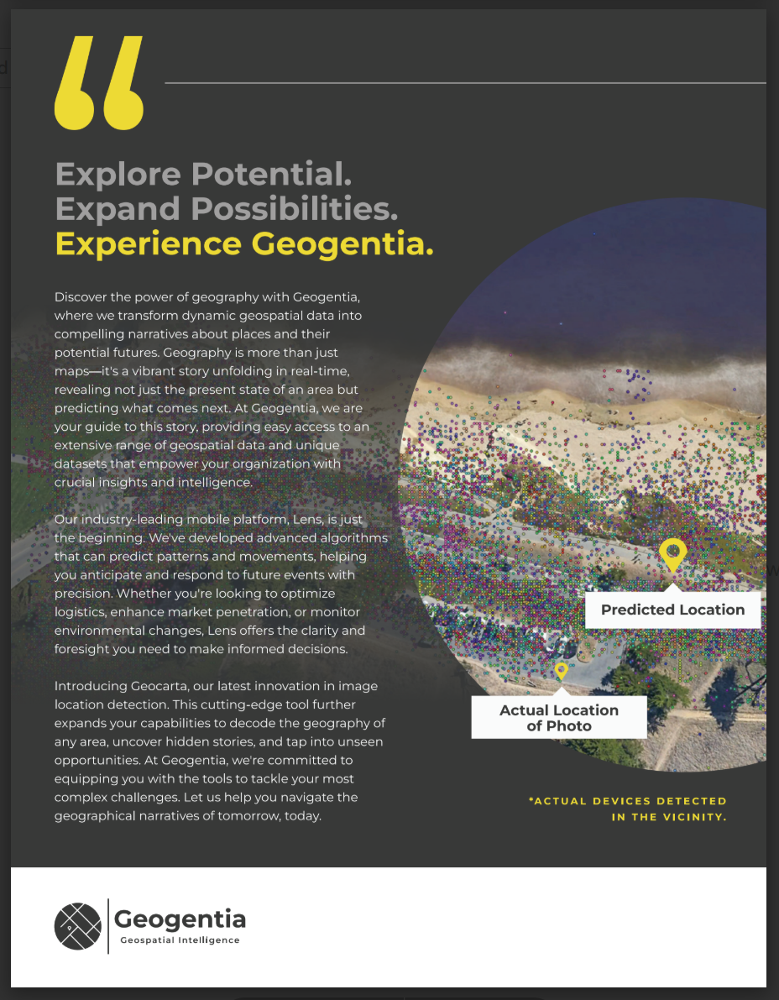 “
Explore Potential.
Expand Possibilities.
Experience Geogentia.
Discover the power of geography with Geogentia,
where we transform dynamic geospatial data into
compelling narratives about places and their
potential futures. Geography is more than just
maps—it's a vibrant story unfolding in real-time,
revealing not just the present state of an area but
predicting what comes next. At Geogentia, we are
your guide to this story, providing easy access to an
extensive range of geospatial data and unique
datasets that empower your organization with
crucial insights and intelligence.
Our industry-leading mobile platform, Lens, is just
the beginning. We've developed advanced algorithms
that can predict patterns and movements, helping
you anticipate and respond to future events with
precision. Whether you're looking to optimize
logistics, enhance market penetration, or monitor
environmental changes, Lens offers the clarity and
foresight you need to make informed decisions.
Introducing Geocarta, our latest innovation in image
location detection. This cutting-edge tool further
expands your capabilities to decode the geography of
any area, uncover hidden stories, and tap into unseen
opportunities. At Geogentia, we're committed to
equipping you with the tools to tackle your most
complex challenges. Let us help you navigate the
geographical narratives of tomorrow, today.
Predicted Location
Actual Location
of Photo
*ACTUAL DEVICES DETECTED
IN THE VICINITY.
Geogentia
Geospatial Intelligence